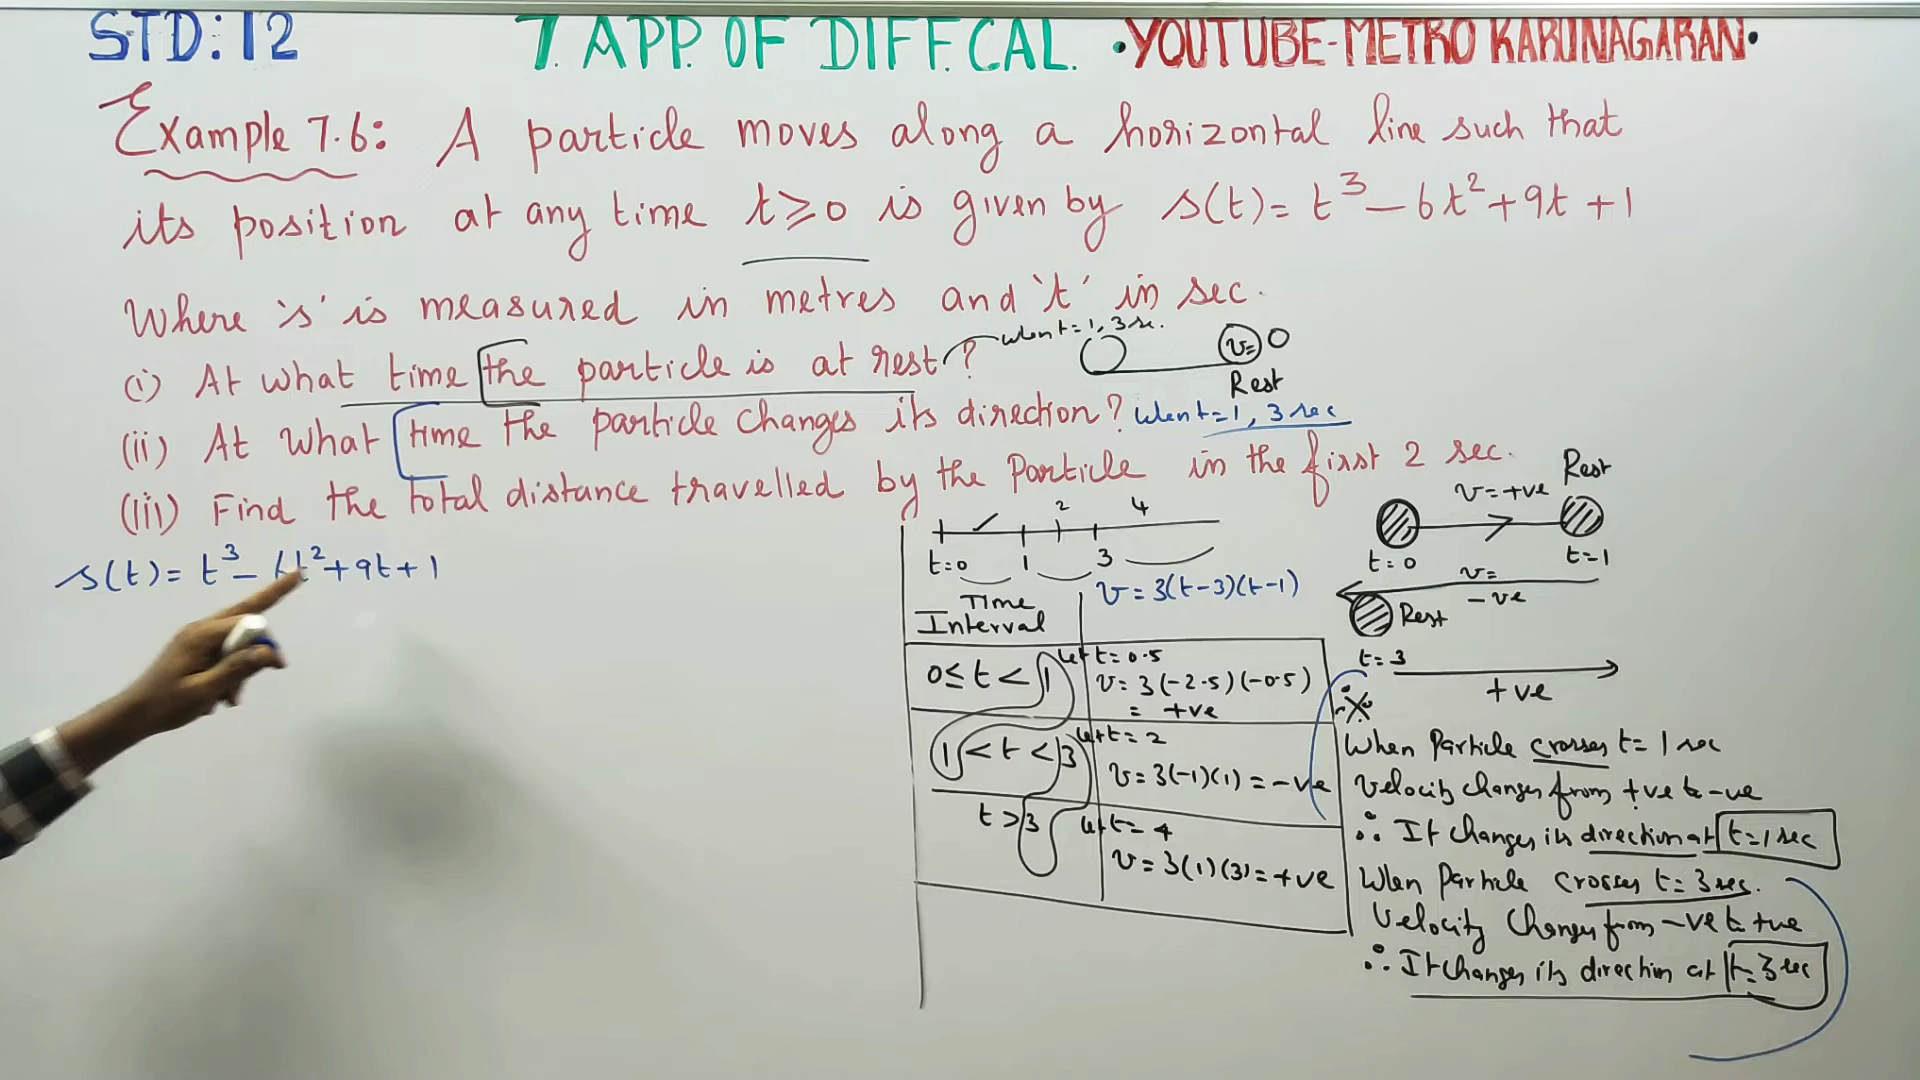 STD:12 7. APP. OF DIFF.CAL. •YOUTUBE-METRO KARUNAGARAN•
Example 7.6: A particle moves along a horizontal line such that
its position at any time t≥0 is given by s(t)= t³-6t²+9t+1
Where 's' is measured in metres and 't' in sec.
(i) At what time the particle is at rest? when t=1, 3 sec.
v= 0
Rest
(ii) At what time the particle changes its direction? When t=1, 3 sec
(iii) Find the total distance travelled by the Particle in the first 2 sec.
s(t)= t³- 6t²+9t+1
2 4
t=0 1 3
v=3(t-3)(t-1)
Time
Interval
0≤t<1 let t=0.5
v=3(-2.5)(-0.5)
= +ve
1<t<3 let t=2
v=3(-1)(1)=-ve
t>3 let t=4
v=3(1)(3)=+ve
Rest
v=+ve
t=0 t=1
v=
-ve
Rest
t=3
+ve
When Particle crosses t=1 sec
Velocity changes from +ve to -ve
∴ It changes its direction at t=1 sec
When Particle crosses t=3 sec.
Velocity changes from -ve to +ve
∴ It changes its direction at t=3 sec